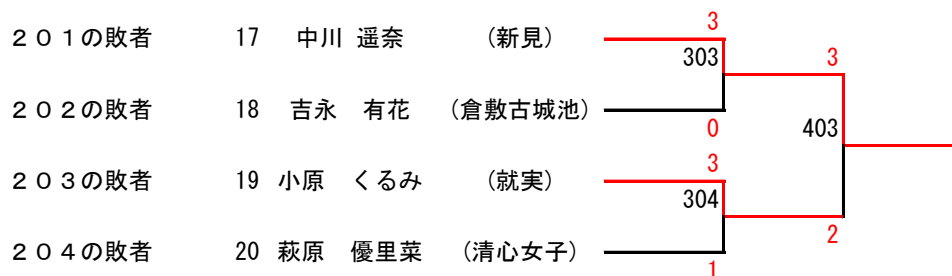 3
２０１の敗者 17 中川 遥奈 （新見）
303 3
２０２の敗者 18 吉永 有花 （倉敷古城池）
0 403
3
２０３の敗者 19 小原 くるみ （就実）
304
2
２０４の敗者 20 萩原 優里菜 （清心女子）
1